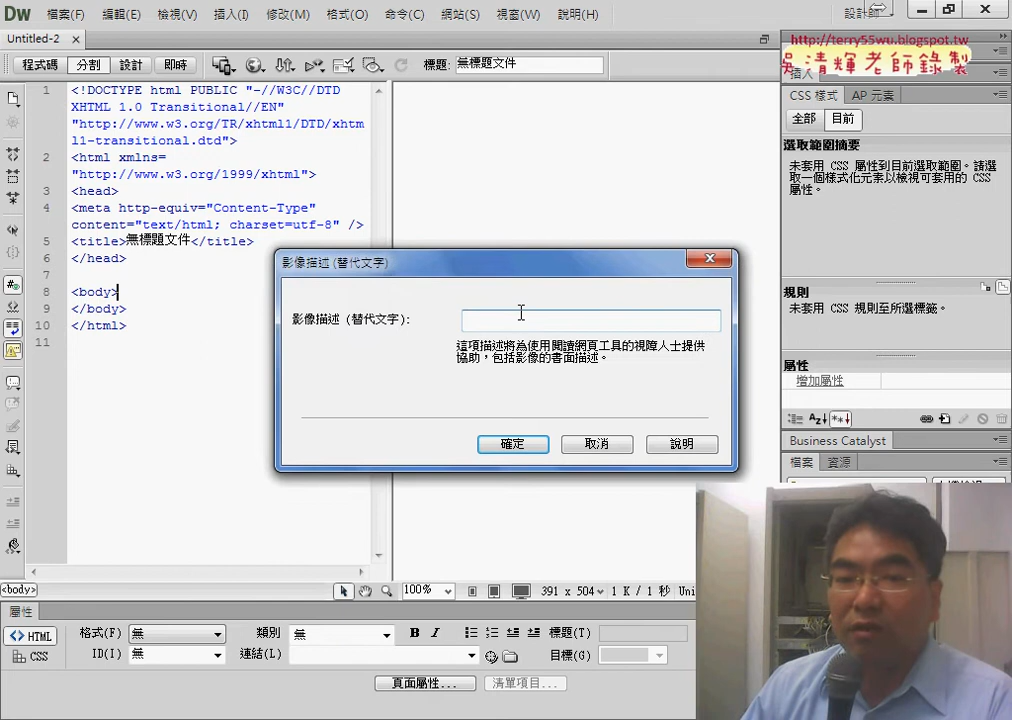 Dw 檔案(F) 編輯(E) 檢視(V) 插入(I) 修改(M) 格式(O) 命令(C) 網站(S) 視窗(W) 說明(H)
http://terry55wu.blogspot.tw
吳清輝老師錄製
Untitled-2 ×
程式碼 分割 設計 即時 標題: 無標題文件
插入
CSS 樣式 AP 元素
全部 目前
選取範圍摘要
未套用 CSS 屬性到目前選取範圍。請選
取一個樣式化元素以檢視可套用的 CSS
屬性。
1 <!DOCTYPE html PUBLIC "-//W3C//DTD
XHTML 1.0 Transitional//EN"
"http://www.w3.org/TR/xhtml1/DTD/xhtm
l1-transitional.dtd">
2 <html xmlns=
"http://www.w3.org/1999/xhtml">
3 <head>
4 <meta http-equiv="Content-Type"
content="text/html; charset=utf-8" />
5 <title>無標題文件</title>
6 </head>
7
8 <body>
9 </body>
10 </html>
11
影像描述 (替代文字)
影像描述 (替代文字):
這項描述將為使用閱讀網頁工具的視障人士提供
協助，包括影像的書面描述。
確定 取消 說明
規則
未套用 CSS 規則至所選標籤。
屬性
增加屬性
Business Catalyst
檔案 資源
<body> 100% 391 x 504 1 K / 1 秒 Uni
屬性
<> HTML 格式(F) 無 類別 無 B I 標題(T)
CSS ID(I) 無 連結(L) 目標(G)
頁面屬性... 清單項目...